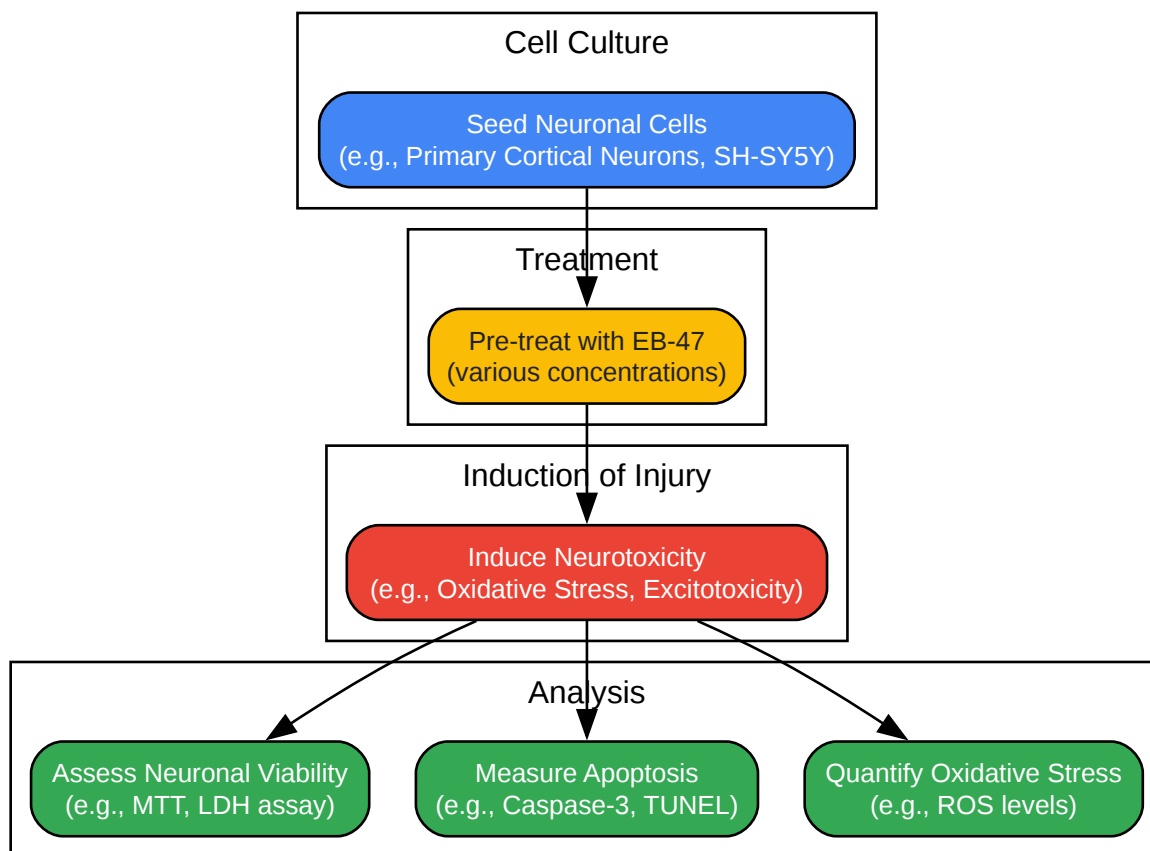 Cell Culture
Seed Neuronal Cells
(e.g., Primary Cortical Neurons, SH-SY5Y)
Treatment
Pre-treat with EB-47
(various concentrations)
Induction of Injury
Induce Neurotoxicity
(e.g., Oxidative Stress, Excitotoxicity)
Analysis
Assess Neuronal Viability
(e.g., MTT, LDH assay)
Measure Apoptosis
(e.g., Caspase-3, TUNEL)
Quantify Oxidative Stress
(e.g., ROS levels)